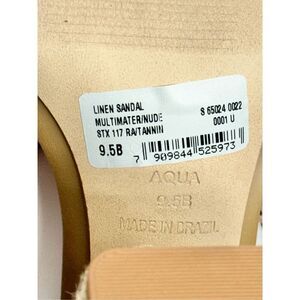 LINEN SANDAL
MULTIMATER/NUDE
STX 117 RA/TANNIN
9.5B
S 65024 0022
0001 U
7 909844 525973
AQUA
9.5B
MADE IN BRAZIL